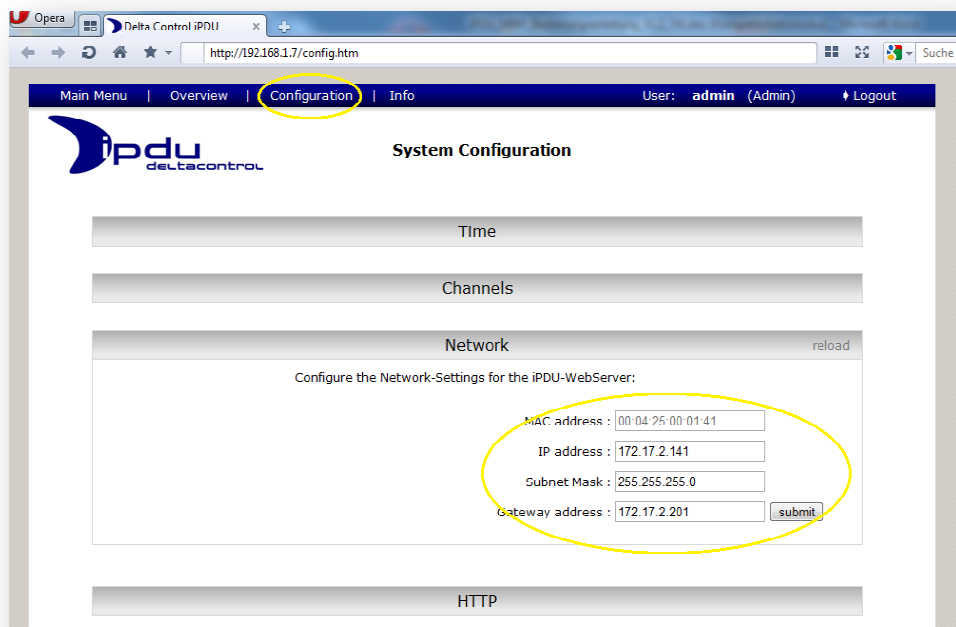 Opera
Delta Control iPDU
http://192.168.1.7/config.htm
Suche
Main Menu | Overview | Configuration | Info User: admin (Admin) Logout
ipdu
deltacontrol
System Configuration
TIme
Channels
Network reload
Configure the Network-Settings for the iPDU-WebServer:
MAC address : 00:04:25:00:01:41
IP address : 172.17.2.141
Subnet Mask : 255.255.255.0
Gateway address : 172.17.2.201 submit
HTTP